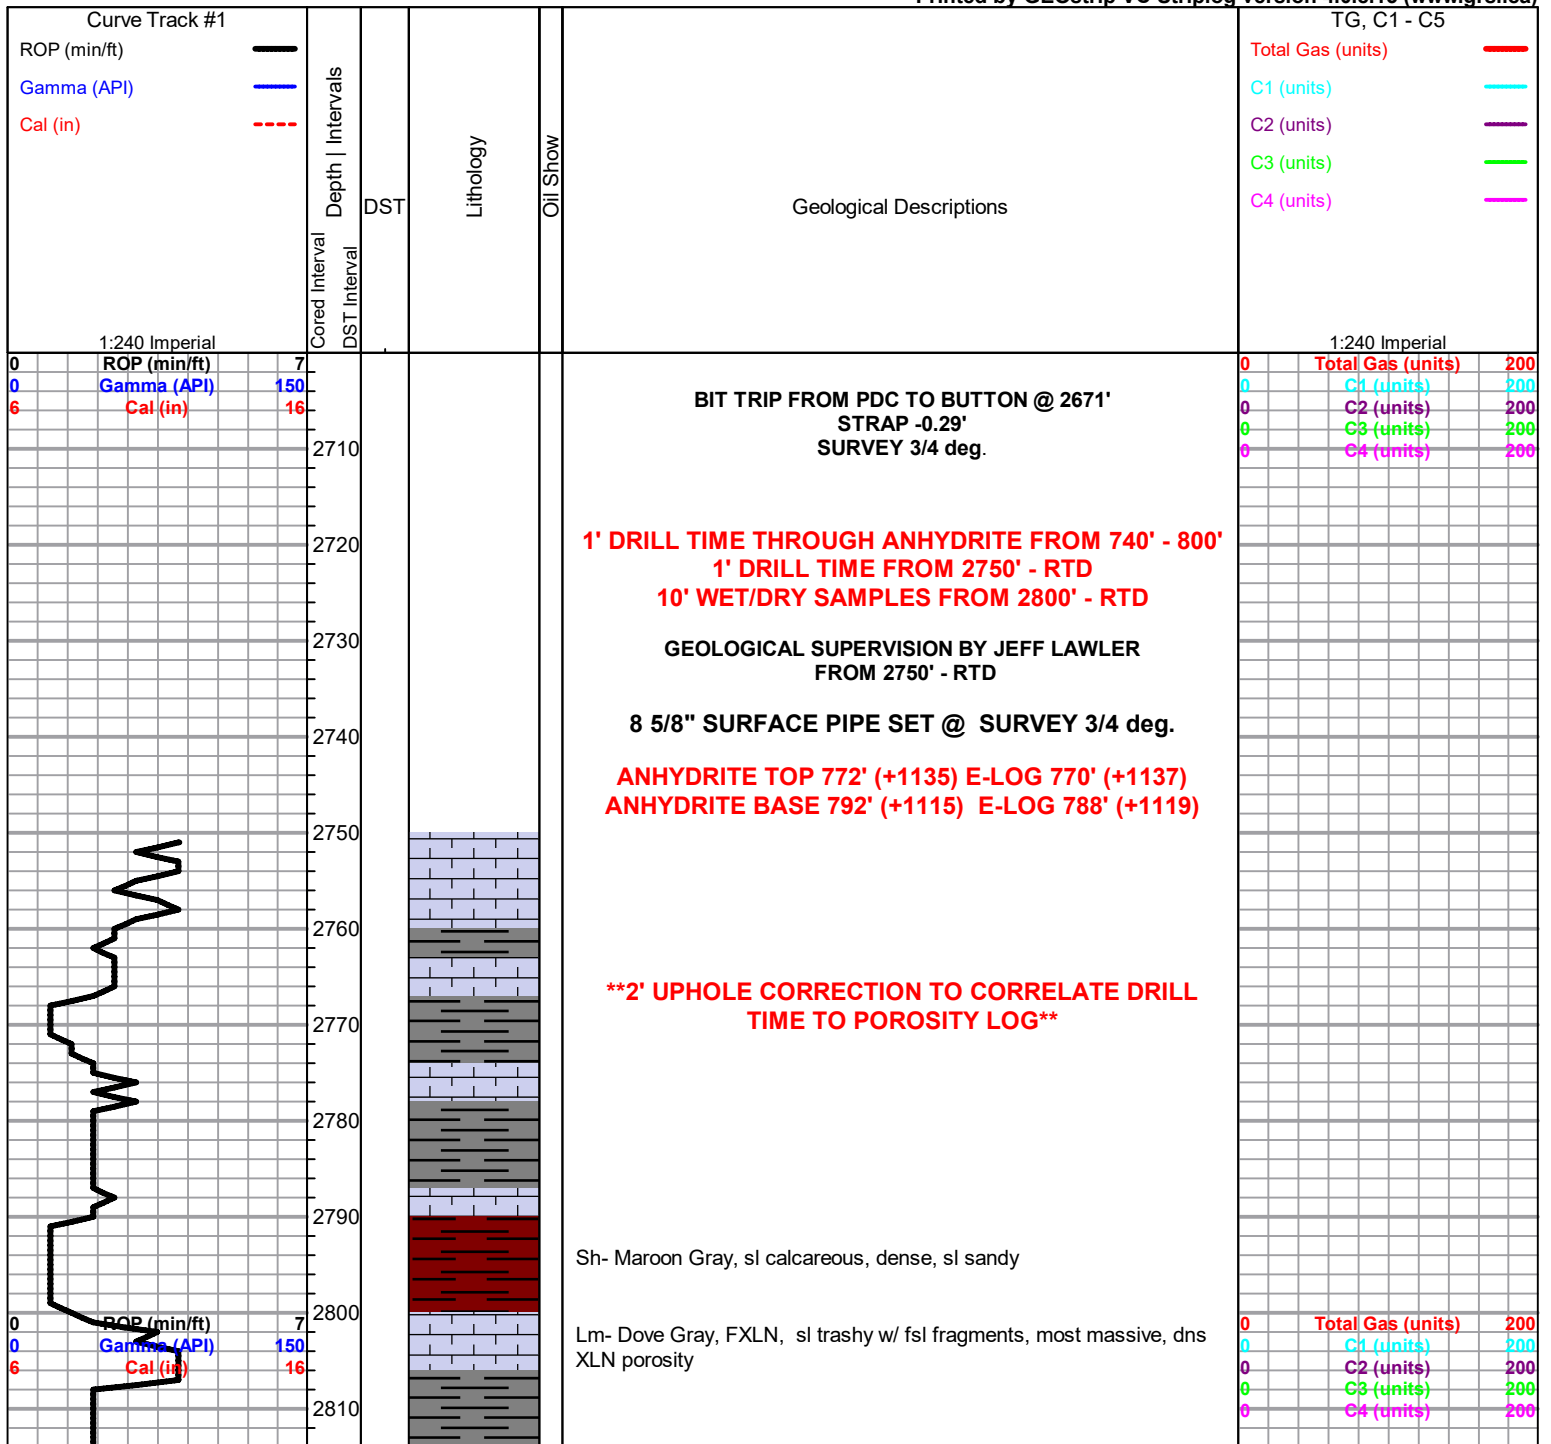 Curve Track #1
ROP (min/ft)
Gamma (API)
Cal (in)
1:240 Imperial
Cored Interval
Depth | Intervals
DST Interval
DST
Lithology
Oil Show
Geological Descriptions
TG, C1 - C5
Total Gas (units)
C1 (units)
C2 (units)
C3 (units)
C4 (units)
1:240 Imperial
0 ROP (min/ft) 7
0 Gamma (API) 150
6 Cal (in) 16
0 Total Gas (units) 200
0 C1 (units) 200
0 C2 (units) 200
0 C3 (units) 200
0 C4 (units) 200
BIT TRIP FROM PDC TO BUTTON @ 2671'
STRAP -0.29'
SURVEY 3/4 deg.
2710
1' DRILL TIME THROUGH ANHYDRITE FROM 740' - 800'
2720
1' DRILL TIME FROM 2750' - RTD
10' WET/DRY SAMPLES FROM 2800' - RTD
2730
GEOLOGICAL SUPERVISION BY JEFF LAWLER
FROM 2750' - RTD
8 5/8" SURFACE PIPE SET @ SURVEY 3/4 deg.
2740
ANHYDRITE TOP 772' (+1135) E-LOG 770' (+1137)
ANHYDRITE BASE 792' (+1115) E-LOG 788' (+1119)
2750
2760
**2' UPHOLE CORRECTION TO CORRELATE DRILL
TIME TO POROSITY LOG**
2770
2780
2790
Sh- Maroon Gray, sl calcareous, dense, sl sandy
2800
0 ROP (min/ft) 7
0 Gamma (API) 150
6 Cal (in) 16
Lm- Dove Gray, FXLN, sl trashy w/ fsl fragments, most massive, dns
XLN porosity
0 Total Gas (units) 200
0 C1 (units) 200
0 C2 (units) 200
0 C3 (units) 200
0 C4 (units) 200
2810